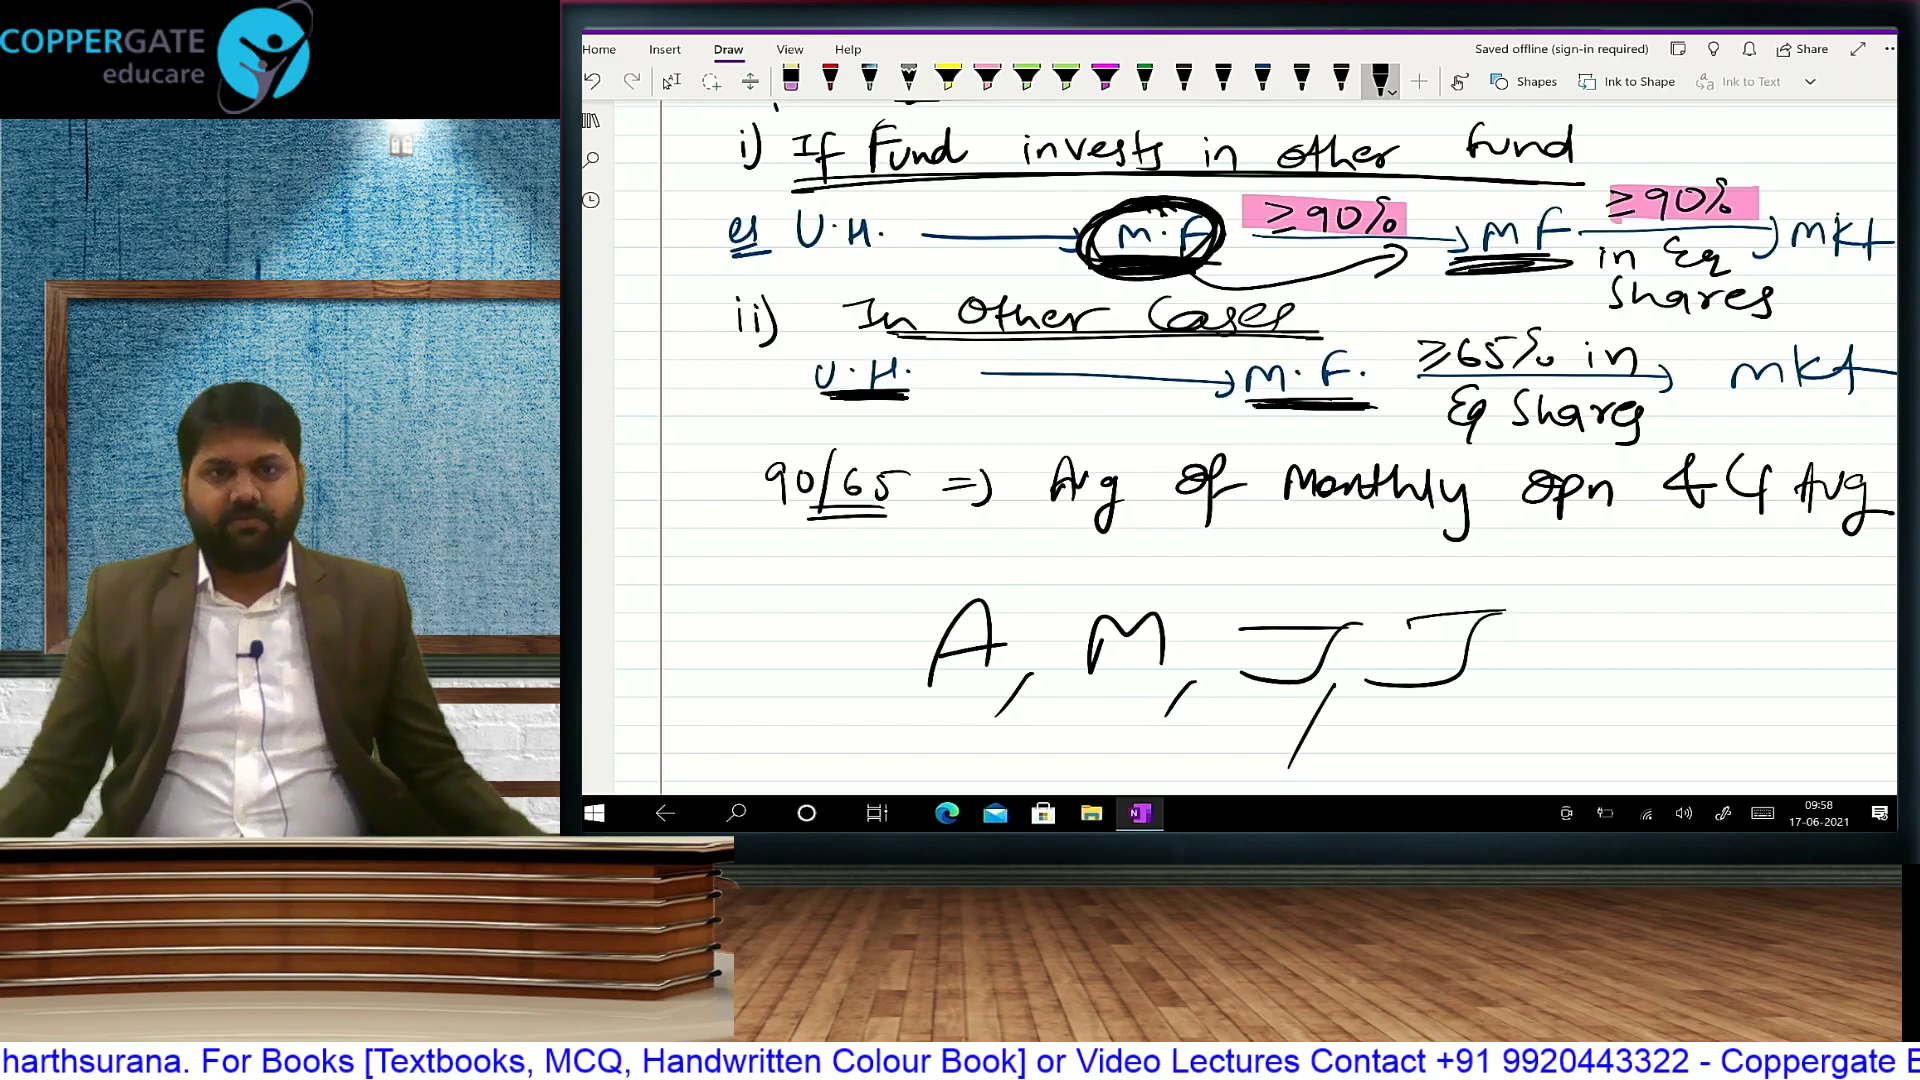 COPPERGATE
educare
Home Insert Draw View Help Saved offline (sign-in required) Share
Shapes Ink to Shape Ink to Text
i) If Fund invests in other fund
eg U.H. M.F ≥90% MF ≥90% mkt
in Eq
Shares
ii) In Other Cases
U.H. M.F. ≥65% in mkt
Eq Shares
90/65 => Avg of Monthly opn & Cl Avg
A, M, J, J
09:58
17-06-2021
harthsurana. For Books [Textbooks, MCQ, Handwritten Colour Book] or Video Lectures Contact +91 9920443322 - Coppergate E